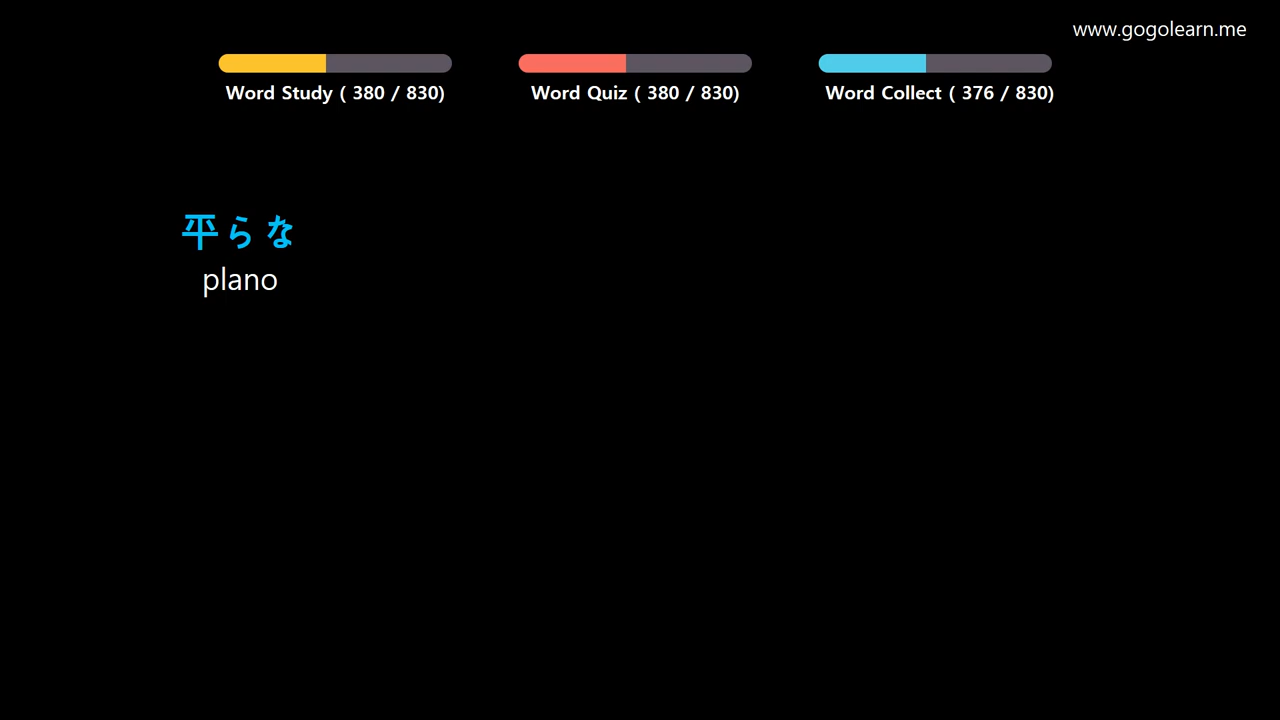 www.gogolearn.me
Word Study ( 380 / 830)
Word Quiz ( 380 / 830)
Word Collect ( 376 / 830)
平らな
plano